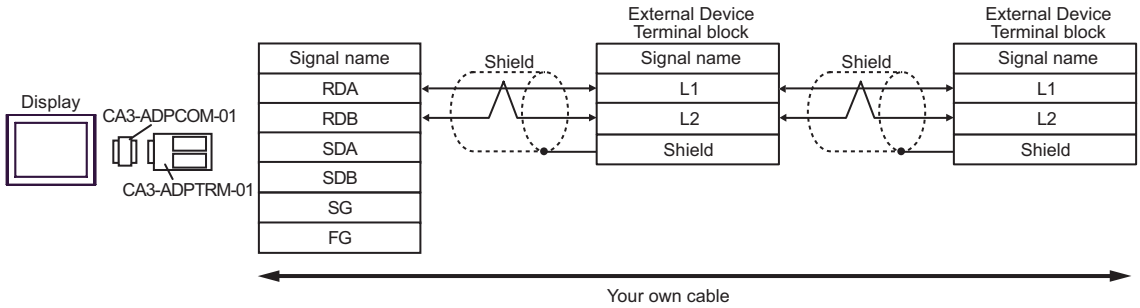 Display
CA3-ADPCOM-01
CA3-ADPTRM-01
Signal name
RDA
RDB
SDA
SDB
SG
FG
Shield
External Device
Terminal block
Signal name
L1
L2
Shield
Shield
External Device
Terminal block
Signal name
L1
L2
Shield
Your own cable